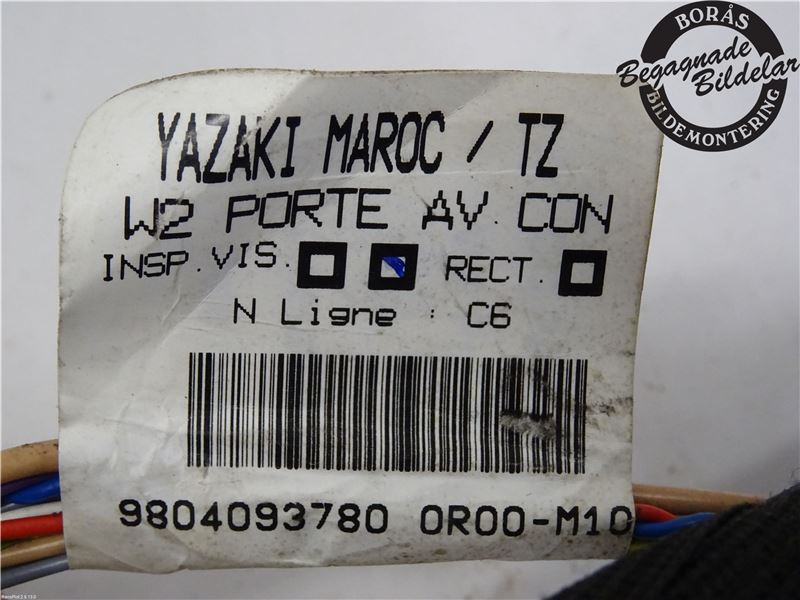 BORÅS
Begagnade
Bildelar
BILDEMONTERING
YAZAKI MAROC / TZ
W2 PORTE AV CON
INSP. VIS. RECT.
N Ligne : C6
9804093780 0R00-M10